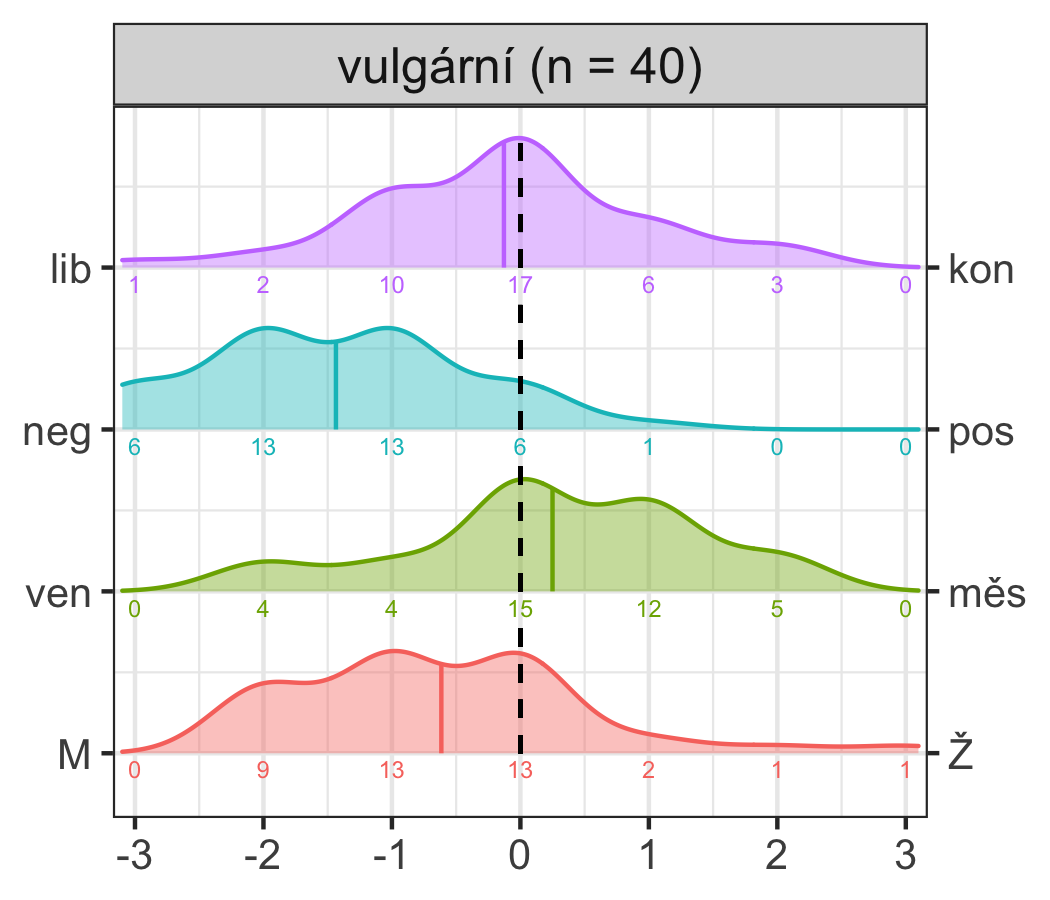 vulgární (n = 40)
lib kon
1 2 10 17 6 3 0
neg pos
6 13 13 6 1 0 0
ven měs
0 4 4 15 12 5 0
M Ž
0 9 13 13 2 1 1
-3 -2 -1 0 1 2 3